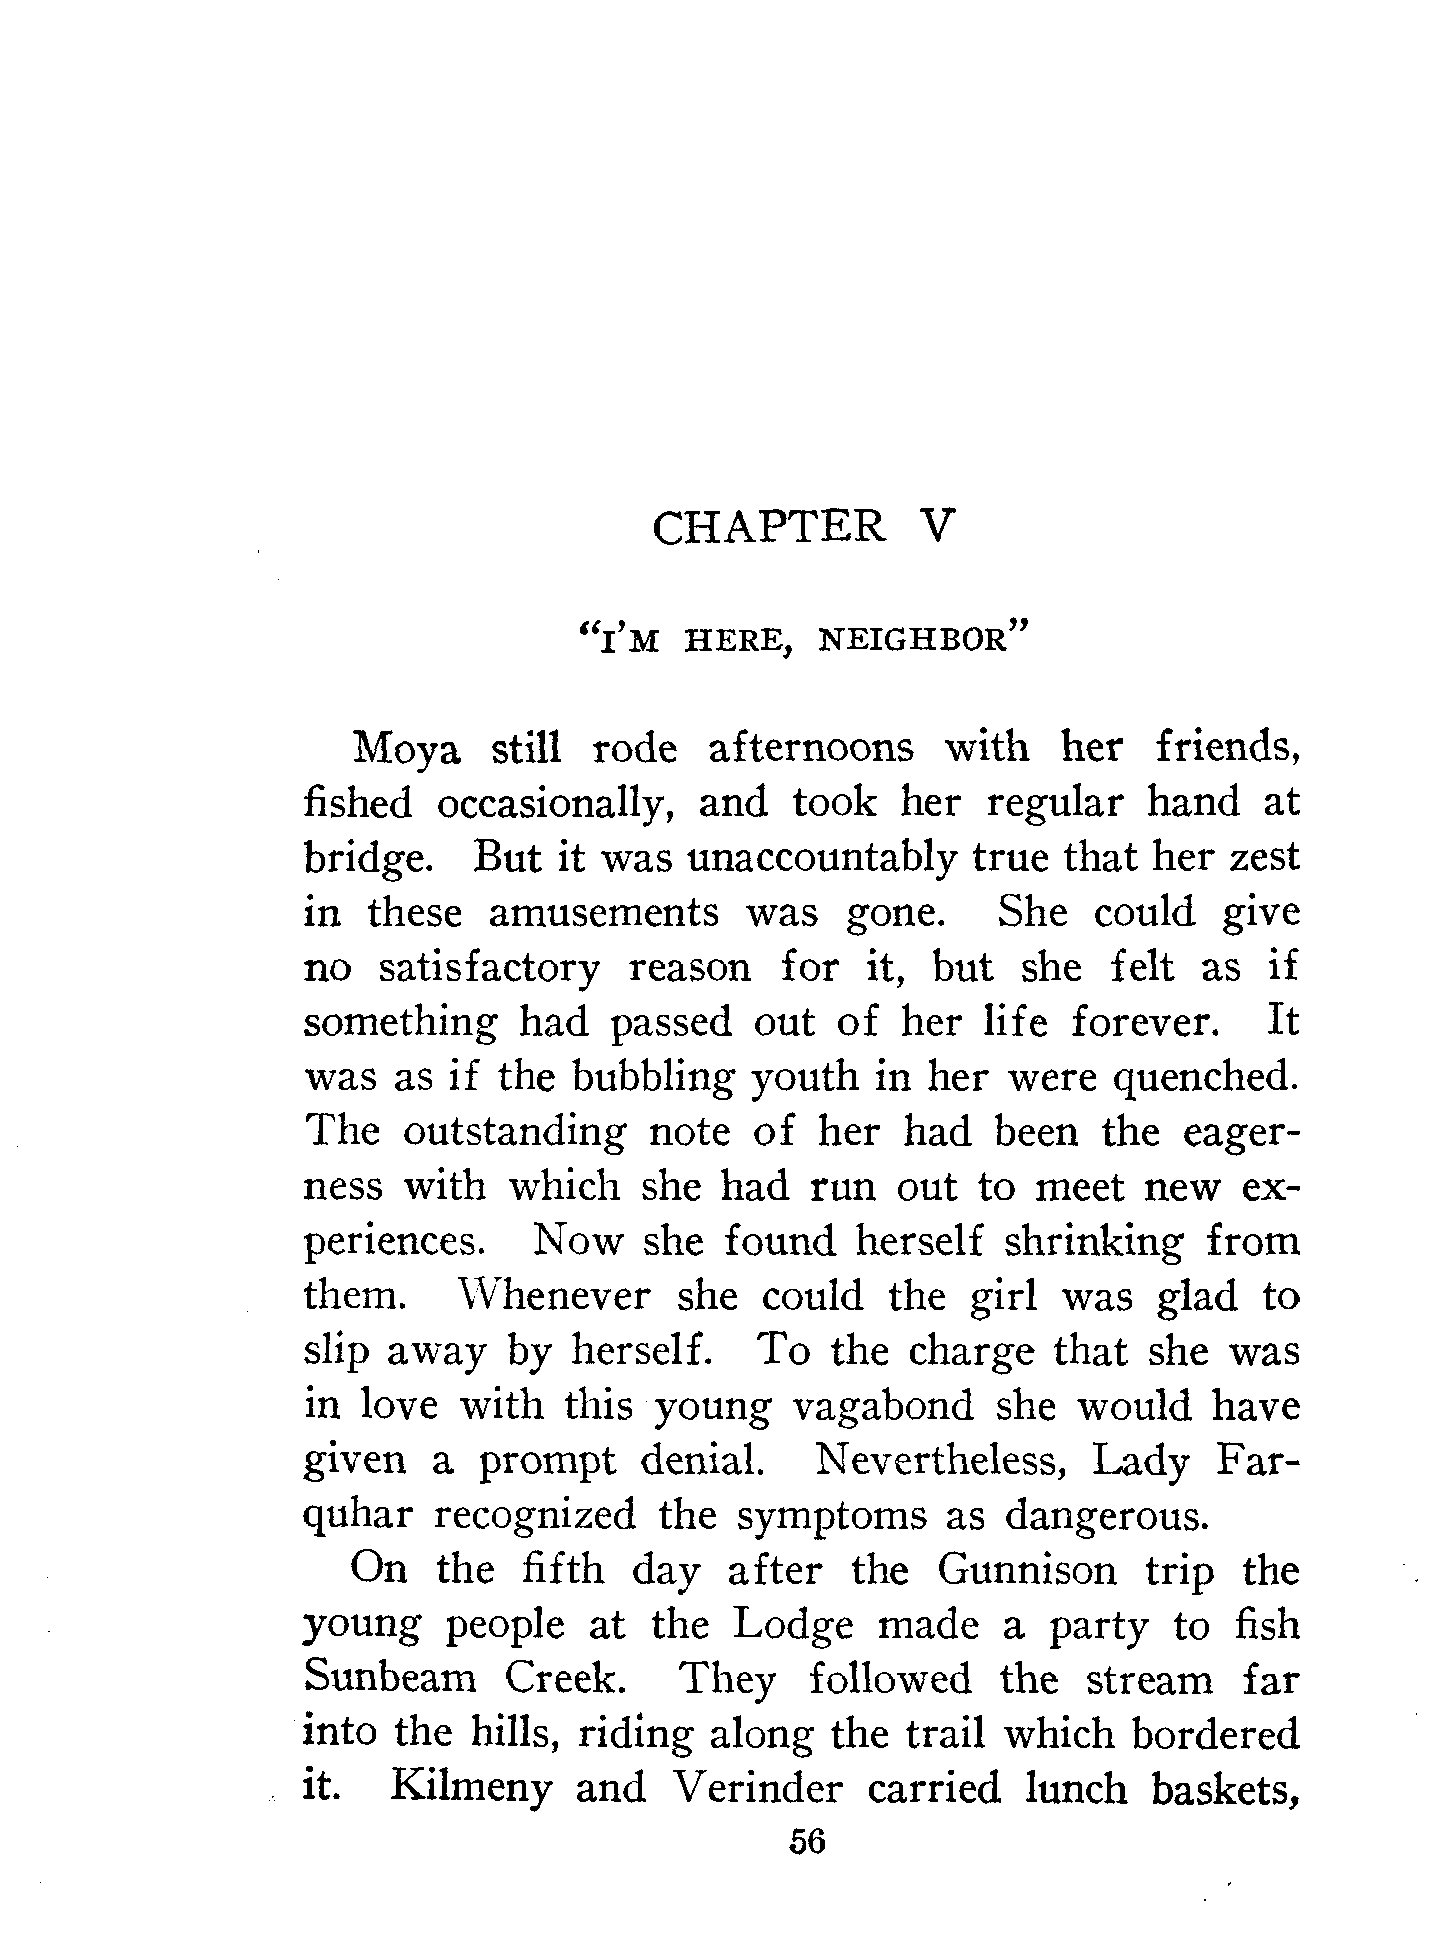 CHAPTER V
"I'M HERE, NEIGHBOR"
Moya still rode afternoons with her friends,
fished occasionally, and took her regular hand at
bridge. But it was unaccountably true that her zest
in these amusements was gone. She could give
no satisfactory reason for it, but she felt as if
something had passed out of her life forever. It
was as if the bubbling youth in her were quenched.
The outstanding note of her had been the eager-
ness with which she had run out to meet new ex-
periences. Now she found herself shrinking from
them. Whenever she could the girl was glad to
slip away by herself. To the charge that she was
in love with this young vagabond she would have
given a prompt denial. Nevertheless, Lady Far-
quhar recognized the symptoms as dangerous.
On the fifth day after the Gunnison trip the
young people at the Lodge made a party to fish
Sunbeam Creek. They followed the stream far
into the hills, riding along the trail which bordered
it. Kilmeny and Verinder carried lunch baskets,
56